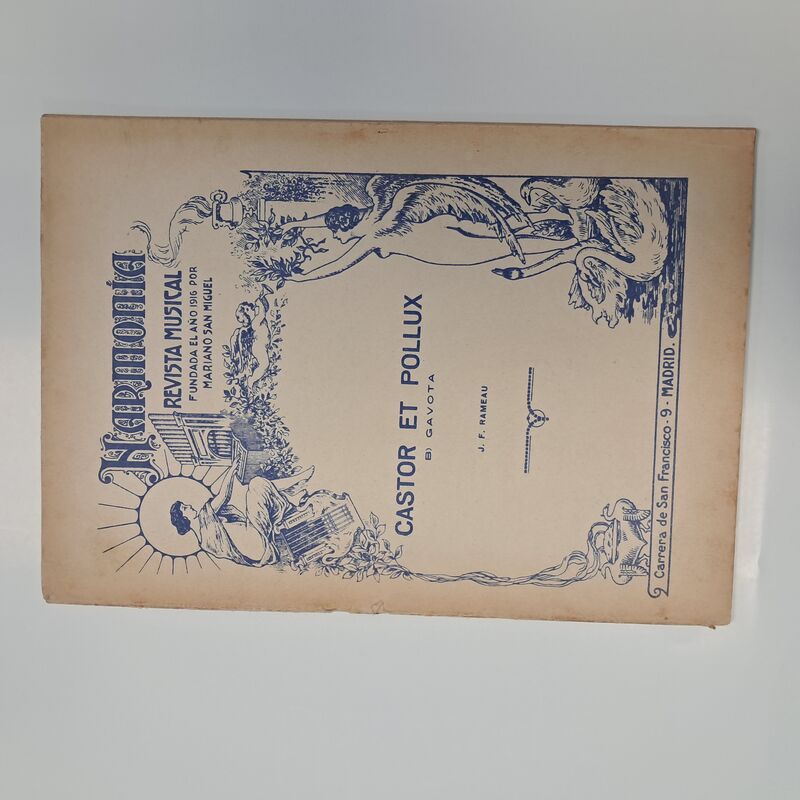 HARMONÍA
REVISTA MUSICAL
FUNDADA EL AÑO 1916 POR
MARIANO SAN MIGUEL
CASTOR ET POLLUX
B) GAVOTA
J. F. RAMEAU
Carrera de San Francisco - 9 - MADRID.